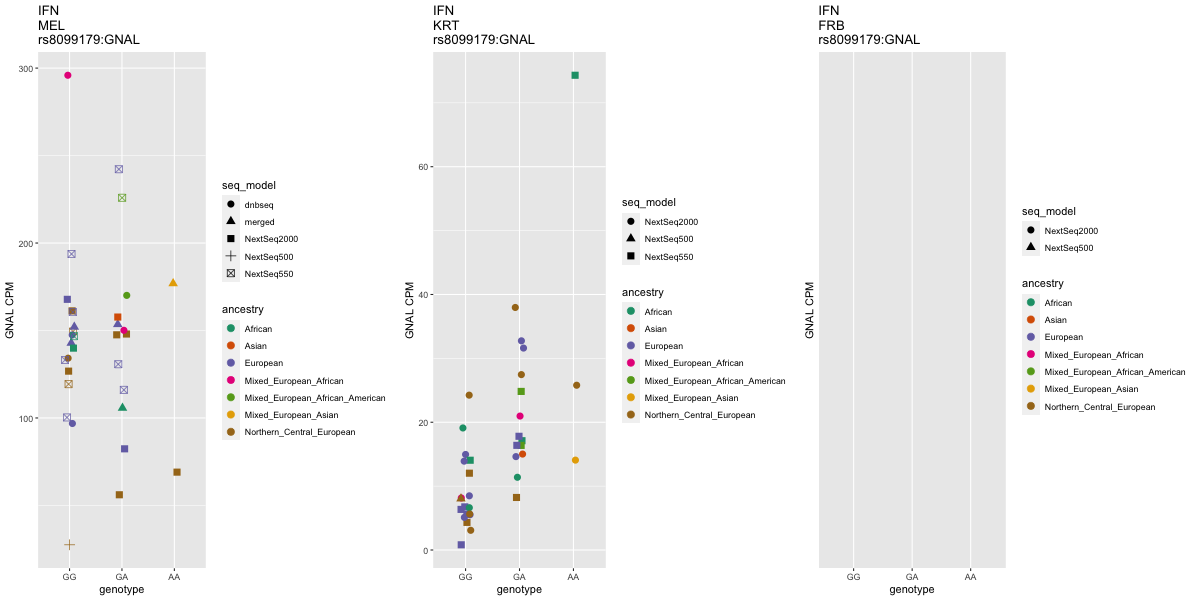 IFN
MEL
rs8099179:GNAL
300
200
100
GNAL CPM
GG
GA
AA
genotype
seq_model
dnbseq
merged
NextSeq2000
NextSeq500
NextSeq550
ancestry
African
Asian
European
Mixed_European_African
Mixed_European_African_American
Mixed_European_Asian
Northern_Central_European
IFN
KRT
rs8099179:GNAL
60
40
20
0
GNAL CPM
GG
GA
AA
genotype
seq_model
NextSeq2000
NextSeq500
NextSeq550
ancestry
African
Asian
European
Mixed_European_African
Mixed_European_African_American
Mixed_European_Asian
Northern_Central_European
IFN
FRB
rs8099179:GNAL
GNAL CPM
GG
GA
AA
genotype
seq_model
NextSeq2000
NextSeq500
ancestry
African
Asian
European
Mixed_European_African
Mixed_European_African_American
Mixed_European_Asian
Northern_Central_European